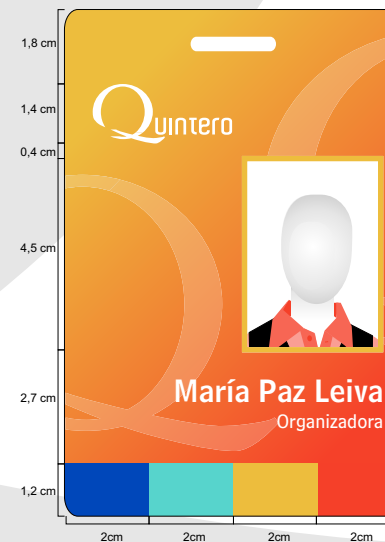 1,8 cm
1,4 cm
Quintero
0,4 cm
4,5 cm
2,7 cm
María Paz Leiva
Organizadora
1,2 cm
2cm 2cm 2cm 2cm